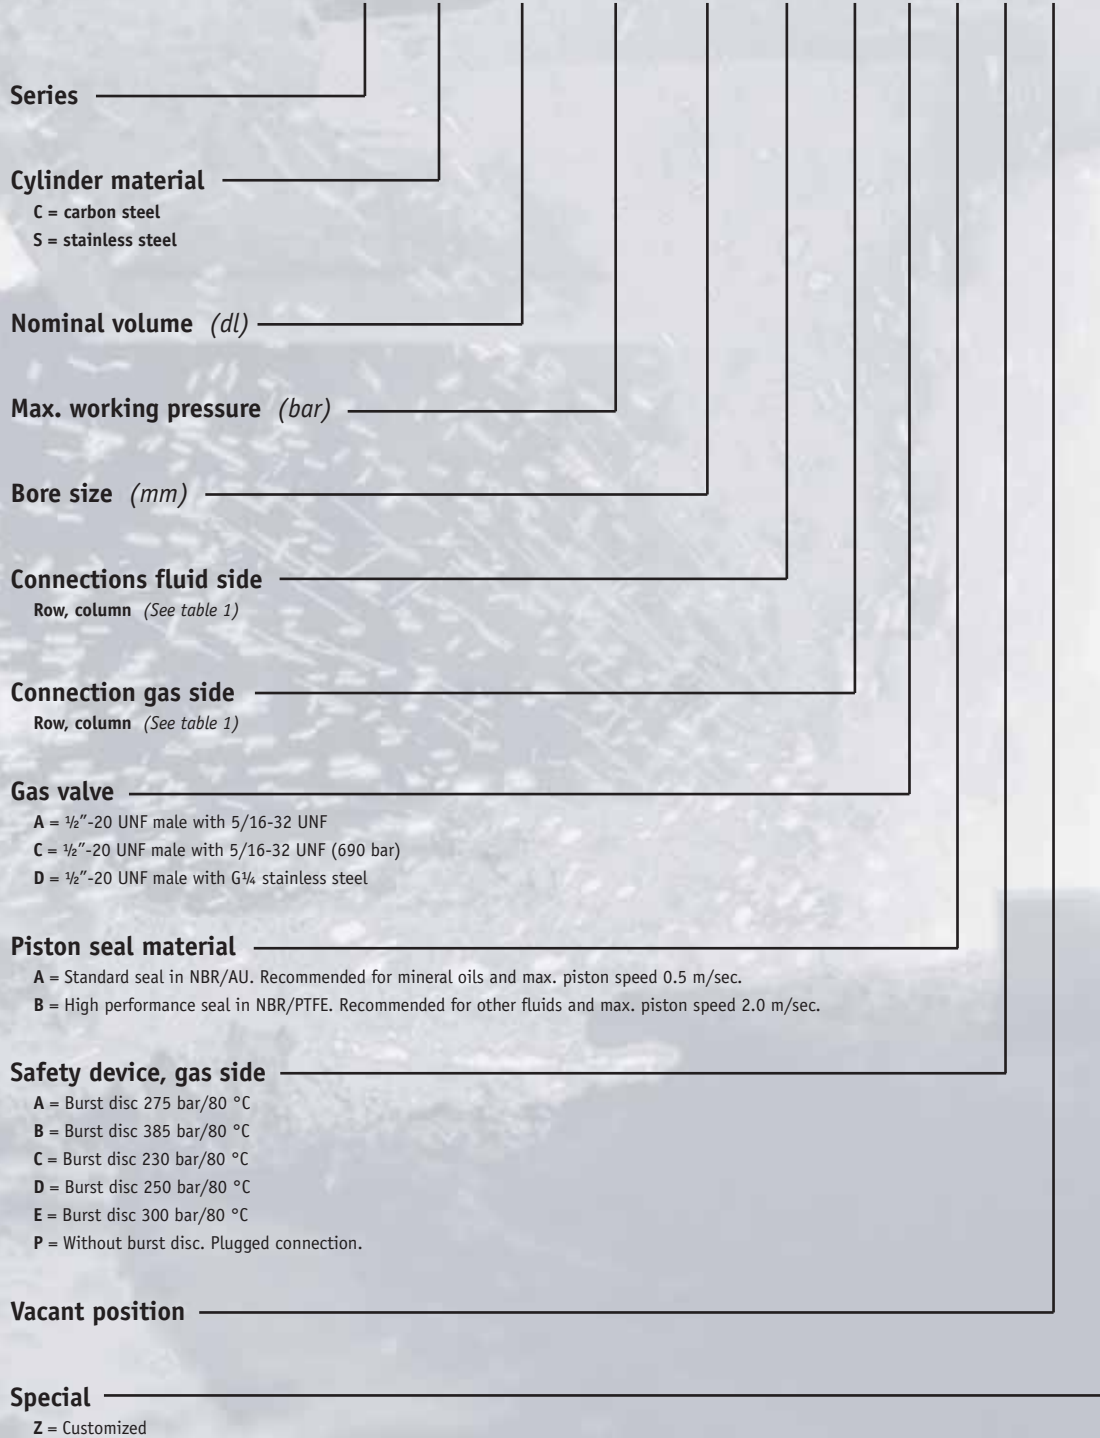 Series
Cylinder material
C = carbon steel
S = stainless steel
Nominal volume (dl)
Max. working pressure (bar)
Bore size (mm)
Connections fluid side
Row, column (See table 1)
Connection gas side
Row, column (See table 1)
Gas valve
A = ½"-20 UNF male with 5/16-32 UNF
C = ½"-20 UNF male with 5/16-32 UNF (690 bar)
D = ½"-20 UNF male with G¼ stainless steel
Piston seal material
A = Standard seal in NBR/AU. Recommended for mineral oils and max. piston speed 0.5 m/sec.
B = High performance seal in NBR/PTFE. Recommended for other fluids and max. piston speed 2.0 m/sec.
Safety device, gas side
A = Burst disc 275 bar/80 °C
B = Burst disc 385 bar/80 °C
C = Burst disc 230 bar/80 °C
D = Burst disc 250 bar/80 °C
E = Burst disc 300 bar/80 °C
P = Without burst disc. Plugged connection.
Vacant position
Special
Z = Customized